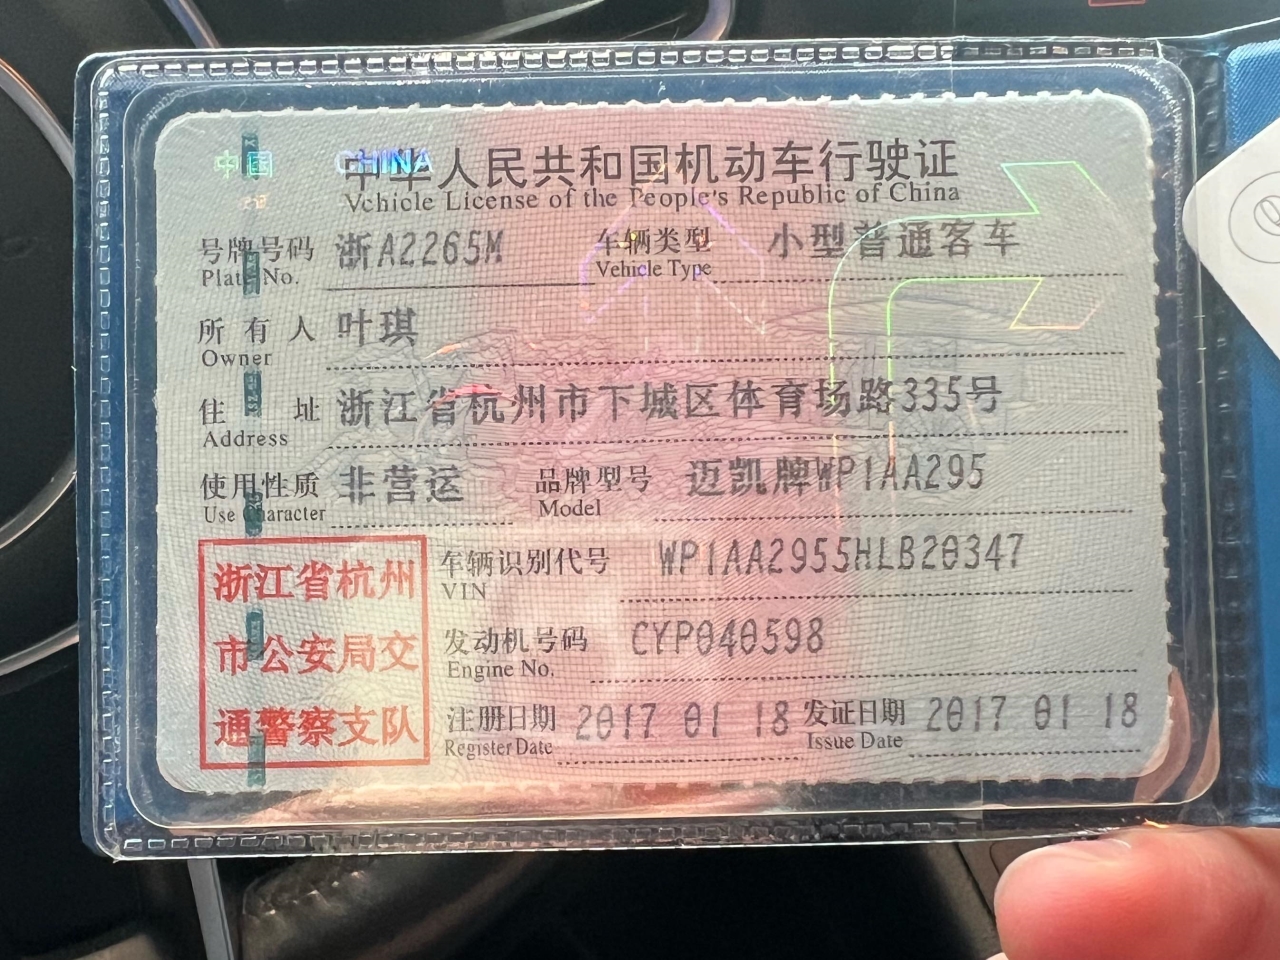 中国 CHINA
中华人民共和国机动车行驶证
Vehicle License of the People's Republic of China
号牌号码 浙A2265M 车辆类型 小型普通客车
Plate No. Vehicle Type
所有人 叶琪
Owner
住址 浙江省杭州市下城区体育场路335号
Address
使用性质 非营运 品牌型号 迈凯牌WP1AA295
Use Character Model
浙江省杭州
市公安局交
通警察支队
车辆识别代号 WP1AA2955HLB20347
VIN
发动机号码 CYP040598
Engine No.
注册日期 2017 01 18 发证日期 2017 01 18
Register Date Issue Date